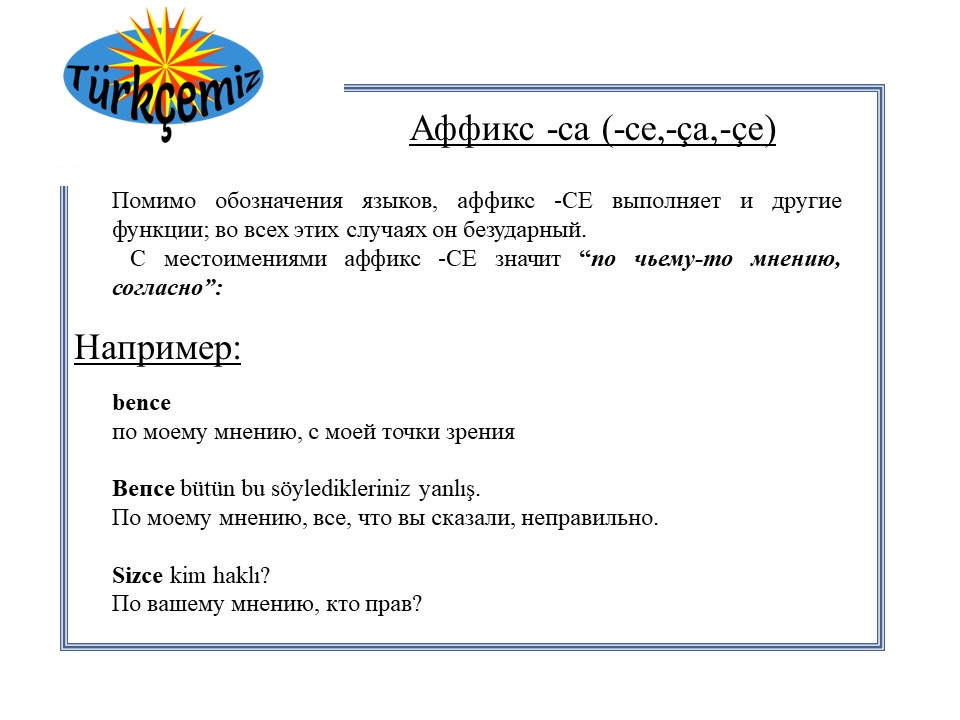 Türkçemiz
Аффикс -ca (-ce,-ça,-çe)
Помимо обозначения языков, аффикс -CE выполняет и другие
функции; во всех этих случаях он безударный.
С местоимениями аффикс -CE значит “по чьему-то мнению,
согласно”:
Например:
bence
по моему мнению, с моей точки зрения
Вепсе bütün bu söyledikleriniz yanlış.
По моему мнению, все, что вы сказали, неправильно.
Sizce kim haklı?
По вашему мнению, кто прав?